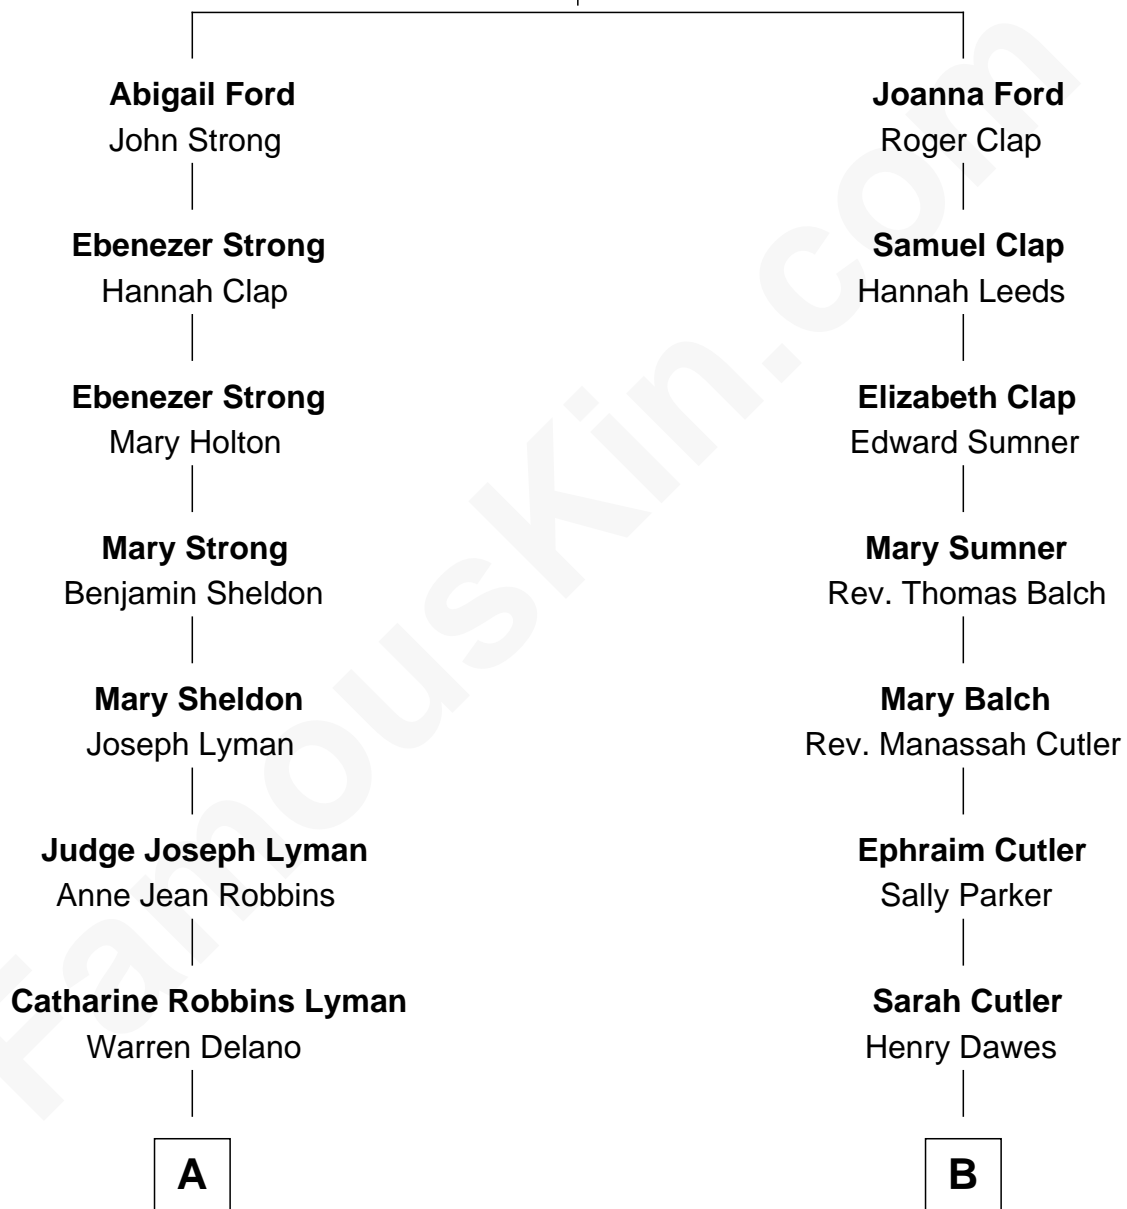 Abigail Ford
John Strong
Ebenezer Strong
Hannah Clap
Ebenezer Strong
Mary Holton
Mary Strong
Benjamin Sheldon
Mary Sheldon
Joseph Lyman
Judge Joseph Lyman
Anne Jean Robbins
Catharine Robbins Lyman
Warren Delano
A
Joanna Ford
Roger Clap
Samuel Clap
Hannah Leeds
Elizabeth Clap
Edward Sumner
Mary Sumner
Rev. Thomas Balch
Mary Balch
Rev. Manassah Cutler
Ephraim Cutler
Sally Parker
Sarah Cutler
Henry Dawes
B
FamousKin.com